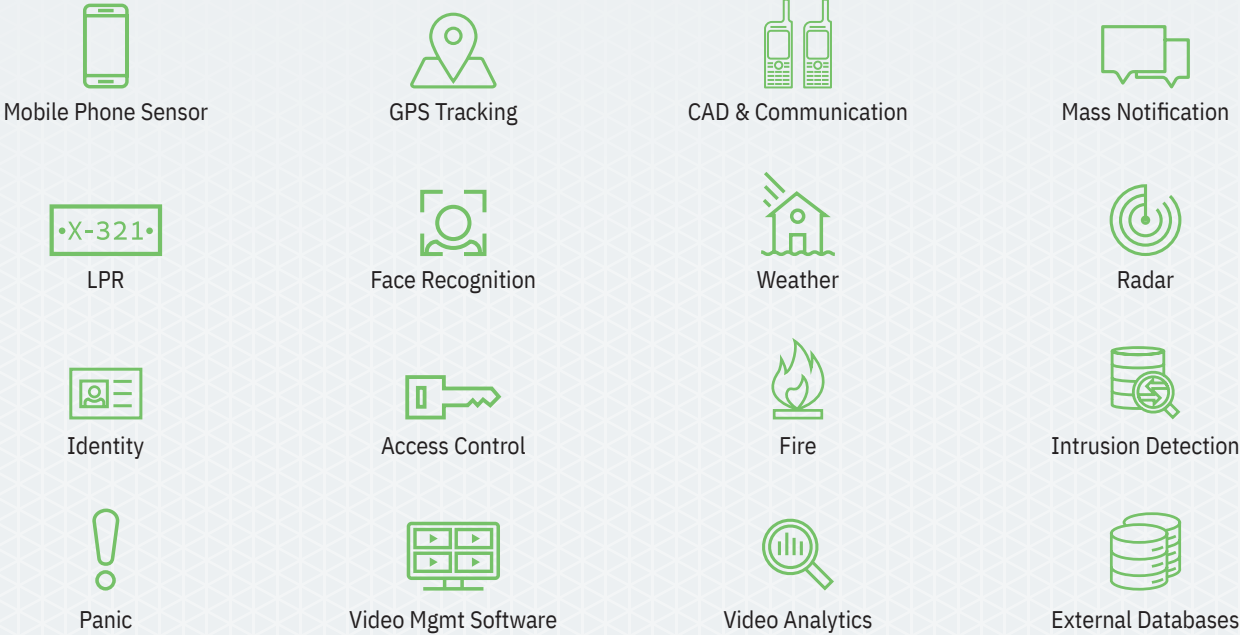 Mobile Phone Sensor
GPS Tracking
CAD & Communication
Mass Notification
•X-321•
LPR
Face Recognition
Weather
Radar
Identity
Access Control
Fire
Intrusion Detection
Panic
Video Mgmt Software
Video Analytics
External Databases